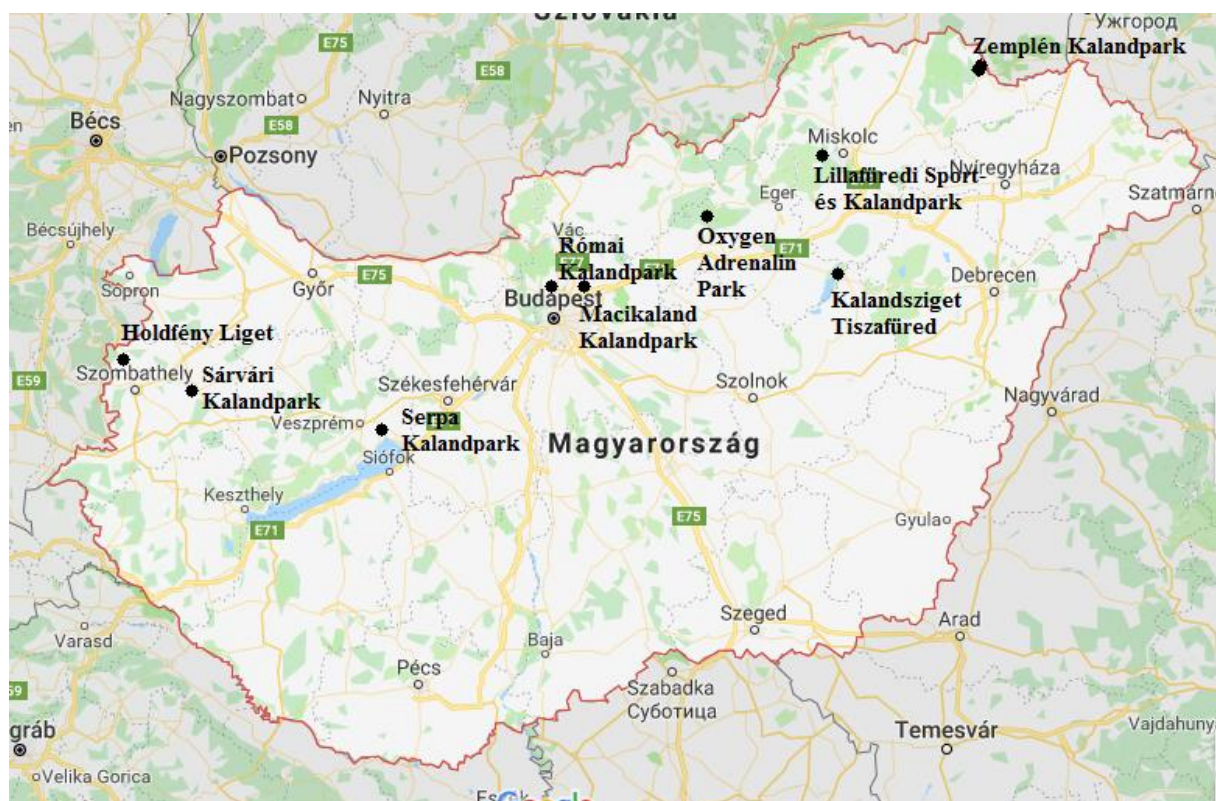 Szlovákia
Ужгород
E75
Zemplén Kalandpark
E58
Nagyszombat
Nyitra
E58
Bécs
Pozsony
Miskolc
Nyíregyháza
Lillafüredi Sport-
és Kalandpark
Eger
Szatmárné
Bécsújhely
Vác
Római
Kalandpark
E77
Oxygen
Adrenalin
Park
E71
E71
Sopron
Győr
E75
Budapest
Macikaland
Kalandpark
Kalandsziget
Tiszafüred
Debrecen
Holdfény Liget
E59
Szombathely
Sárvári
Kalandpark
Székesfehérvár
Szolnok
Nagyvárad
Veszprém
Serpa
Kalandpark
Magyarország
Siófok
Keszthely
E71
E75
Gyula
Szeged
Arad
Varasd
Baja
Pécs
Szabadka
Суботица
59
gráb
Temesvár
Vajdahuny
Velika Gorica